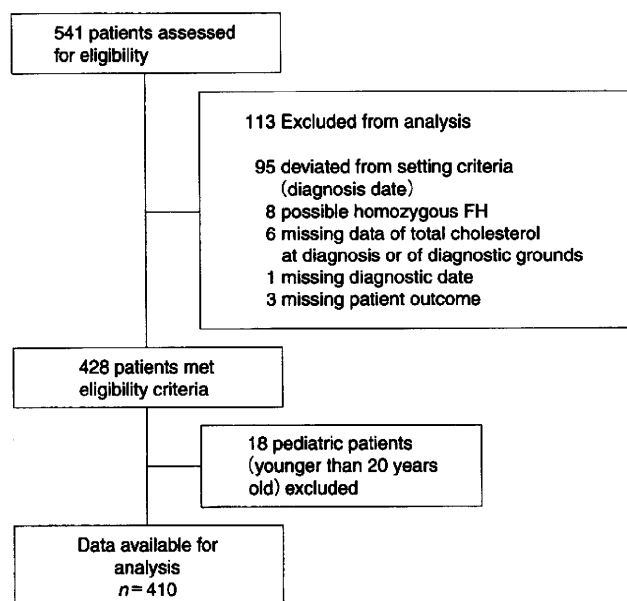 541 patients assessed
for eligibility
113 Excluded from analysis
95 deviated from setting criteria
(diagnosis date)
8 possible homozygous FH
6 missing data of total cholesterol
at diagnosis or of diagnostic grounds
1 missing diagnostic date
3 missing patient outcome
428 patients met
eligibility criteria
18 pediatric patients
(younger than 20 years
old) excluded
Data available for
analysis
n=410